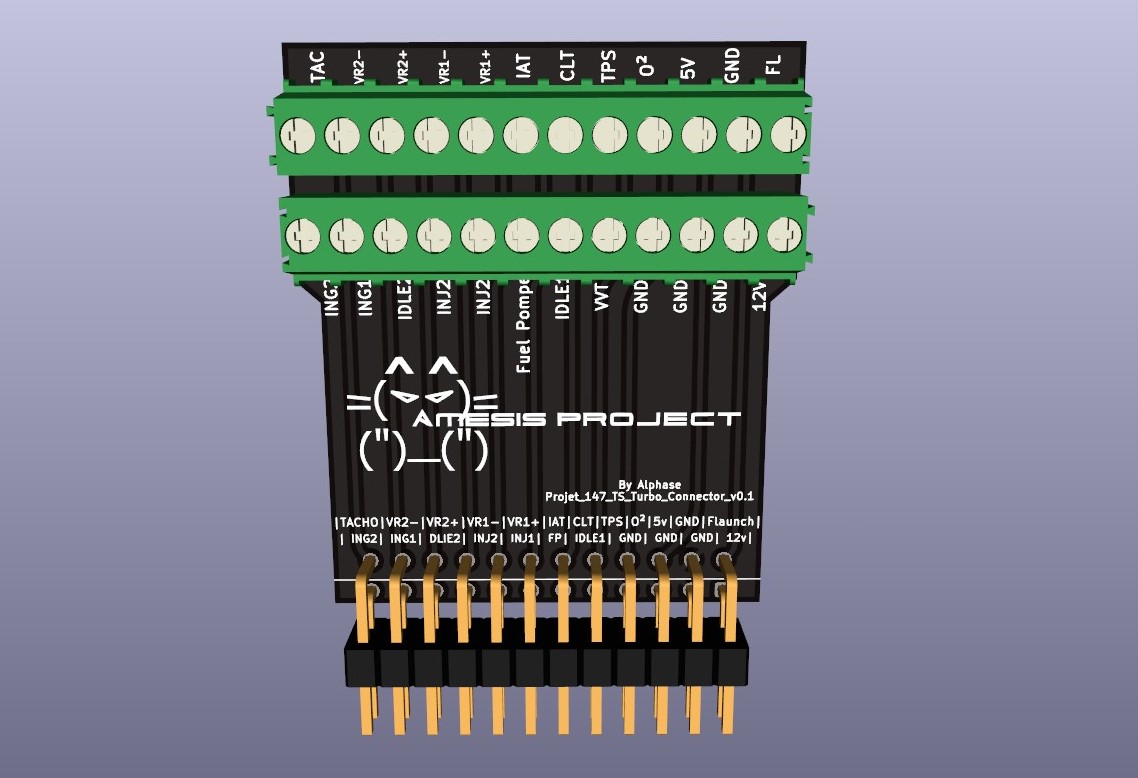 TAC VR2- VR2+ VR1- VR1+ IAT CLT TPS O² 5V GND FL
ING2 ING1 IDLE2 INJ2 INJ2 Fuel Pompe IDLE1 VVT GND GND GND 12v
^ ^
=( )=
AMESIS PROJECT
(")_(")
By Alphase
Projet_147_TS_Turbo_Connector_v0.1
|TACHO|VR2-|VR2+|VR1-|VR1+|IAT|CLT|TPS|O²|5v|GND|Flaunch|
| ING2| ING1| DLIE2| INJ2| INJ1| FP| IDLE1| GND| GND| GND| 12v|